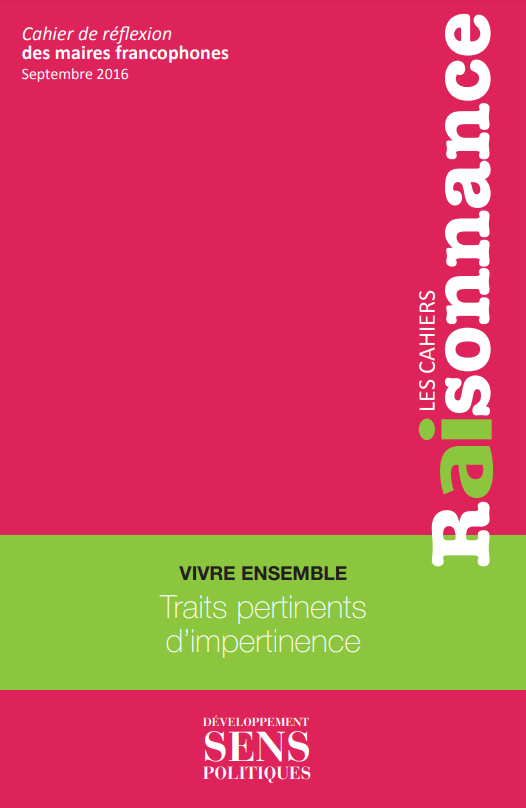 Cahier de réflexion
des maires francophones
Septembre 2016
LES CAHIERS
Raisonnance
VIVRE ENSEMBLE
Traits pertinents
d'impertinence
DÉVELOPPEMENT
SENS
POLITIQUES